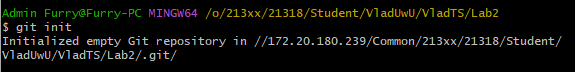 Admin Furry@Furry-PC MINGW64 /o/213xx/21318/Student/VladUwU/VladTS/Lab2
$ git init
Initialized empty Git repository in //172.20.180.239/Common/213xx/21318/Student/
VladUwU/VladTS/Lab2/.git/